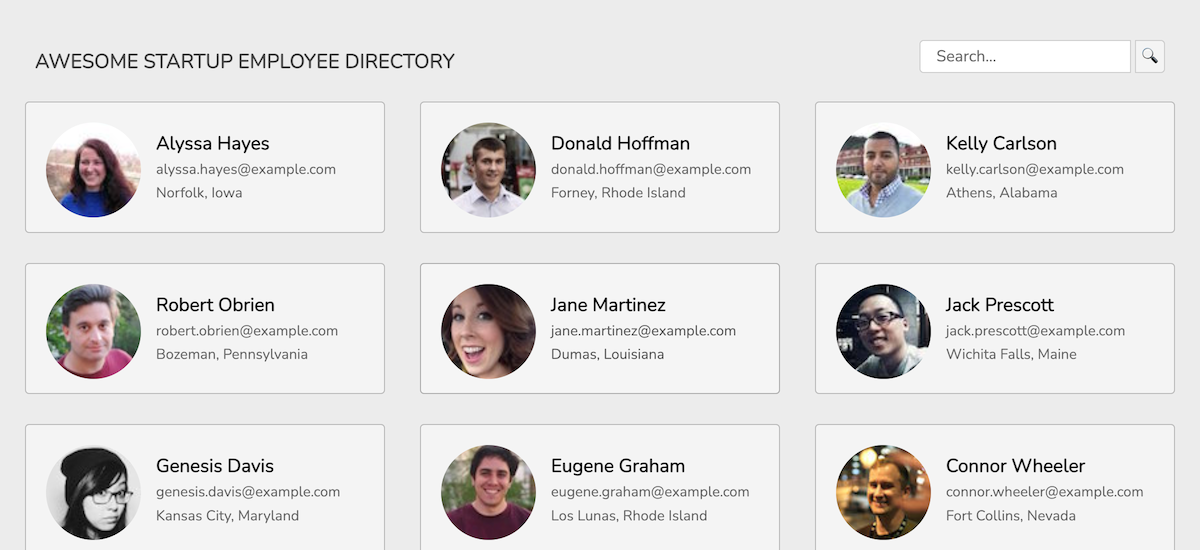 AWESOME STARTUP EMPLOYEE DIRECTORY
Search...
Alyssa Hayes
alyssa.hayes@example.com
Norfolk, Iowa
Donald Hoffman
donald.hoffman@example.com
Forney, Rhode Island
Kelly Carlson
kelly.carlson@example.com
Athens, Alabama
Robert Obrien
robert.obrien@example.com
Bozeman, Pennsylvania
Jane Martinez
jane.martinez@example.com
Dumas, Louisiana
Jack Prescott
jack.prescott@example.com
Wichita Falls, Maine
Genesis Davis
genesis.davis@example.com
Kansas City, Maryland
Eugene Graham
eugene.graham@example.com
Los Lunas, Rhode Island
Connor Wheeler
connor.wheeler@example.com
Fort Collins, Nevada